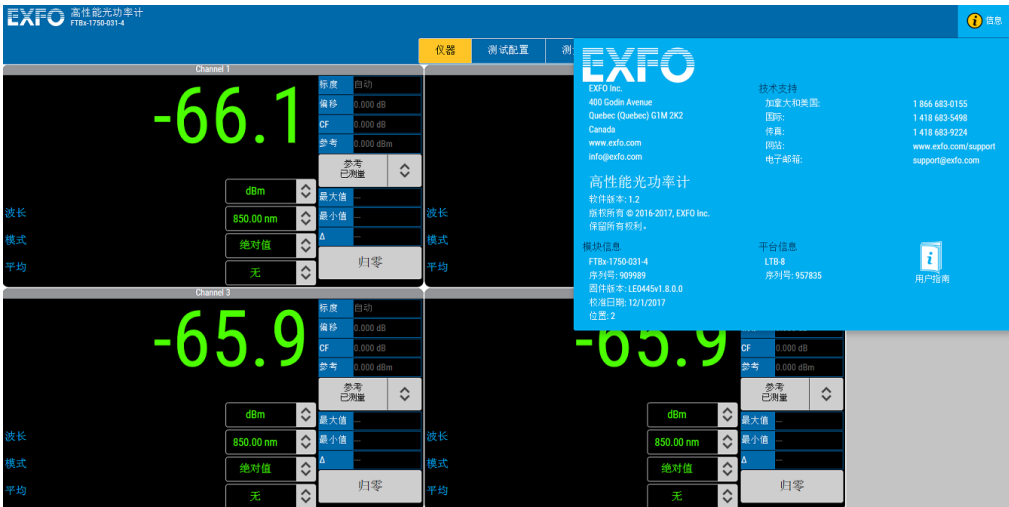 EXFO
高性能光功率计
FTBx-1750-031-4
信息
仪器
测试配置
Channel 1
-66.1
标度
自动
偏移
0.000 dB
CF
0.000 dB
参考
0.000 dBm
参考
已测量
dBm
最大值
--
波长
850.00 nm
最小值
--
模式
绝对值
Δ
--
平均
无
归零
波长
模式
平均
EXFO
EXFO Inc.
400 Godin Avenue
Quebec (Quebec) G1M 2K2
Canada
www.exfo.com
info@exfo.com
技术支持
加拿大和美国:
1 866 683-0155
国际:
1 418 683-5498
传真:
1 418 683-9224
网站:
www.exfo.com/support
电子邮箱:
support@exfo.com
高性能光功率计
软件版本: 1.2
版权所有 © 2016-2017, EXFO Inc.
保留所有权利。
模块信息
FTBx-1750-031-4
序列号: 909989
固件版本: LE0445v1.8.0.0
校准日期: 12/1/2017
位置: 2
平台信息
LTB-8
序列号: 957835
用户指南
Channel 3
-65.9
标度
自动
偏移
0.000 dB
CF
0.000 dB
参考
0.000 dBm
参考
已测量
dBm
最大值
--
波长
850.00 nm
最小值
--
模式
绝对值
Δ
--
平均
无
归零
-65.9
0.000 dB
CF
0.000 dB
参考
0.000 dBm
参考
已测量
dBm
最大值
--
波长
850.00 nm
最小值
--
模式
绝对值
Δ
--
平均
无
归零